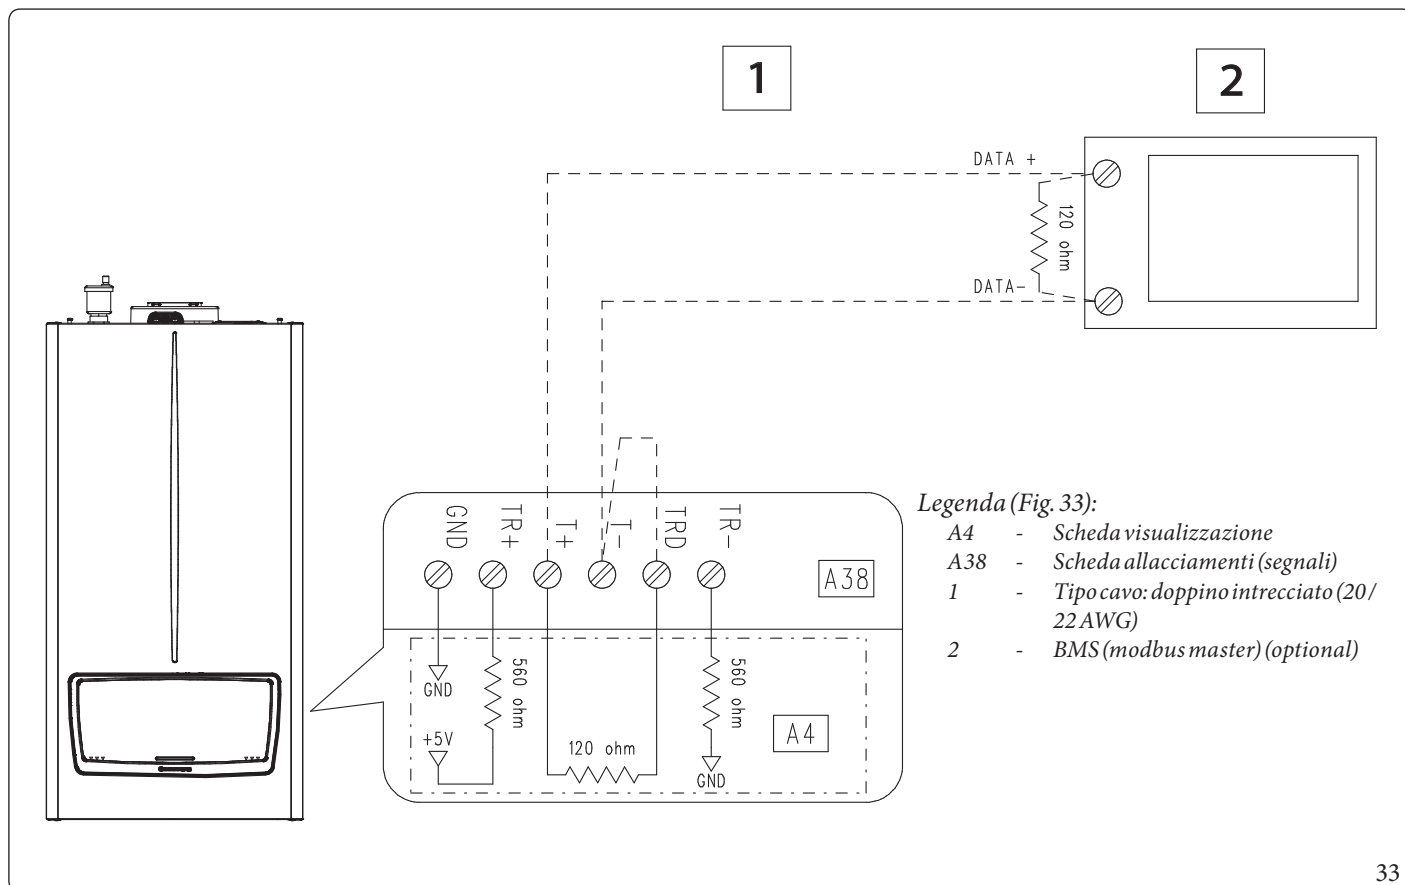 1
2
DATA +
120 ohm
DATA-
GND
TR+
T+
T-
TRD
TR-
A38
GND
560 ohm
560 ohm
+5V
120 ohm
A4
GND
Legenda (Fig. 33):
A4 - Scheda visualizzazione
A38 - Scheda allacciamenti (segnali)
1 - Tipo cavo: doppino intrecciato (20 /
22 AWG)
2 - BMS (modbus master) (optional)
33